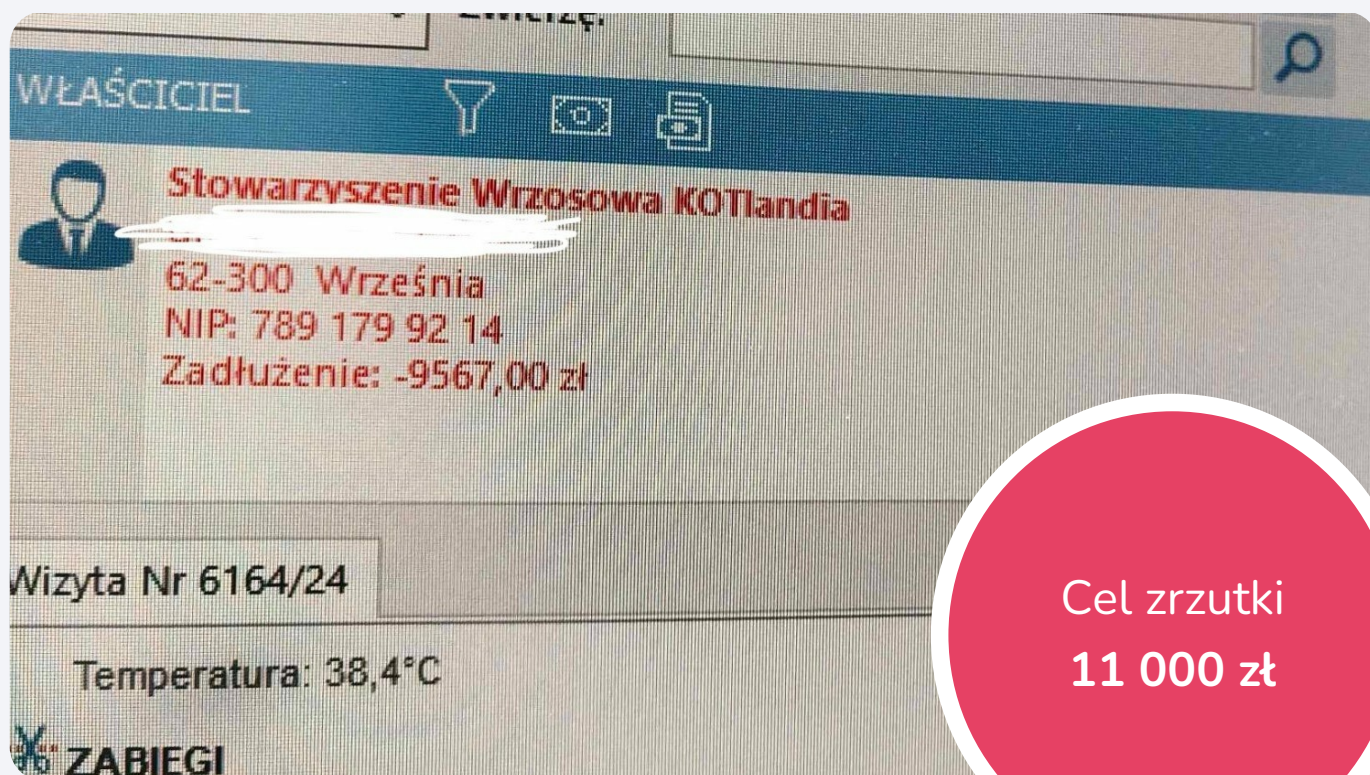 Zwierzę:
WŁAŚCICIEL
Stowarzyszenie Wrzosowa KOTlandia
62-300 Września
NIP: 789 179 92 14
Zadłużenie: -9567,00 zł
Wizyta Nr 6164/24
Temperatura: 38,4°C
ZABIEGI
Cel zrzutki
11 000 zł